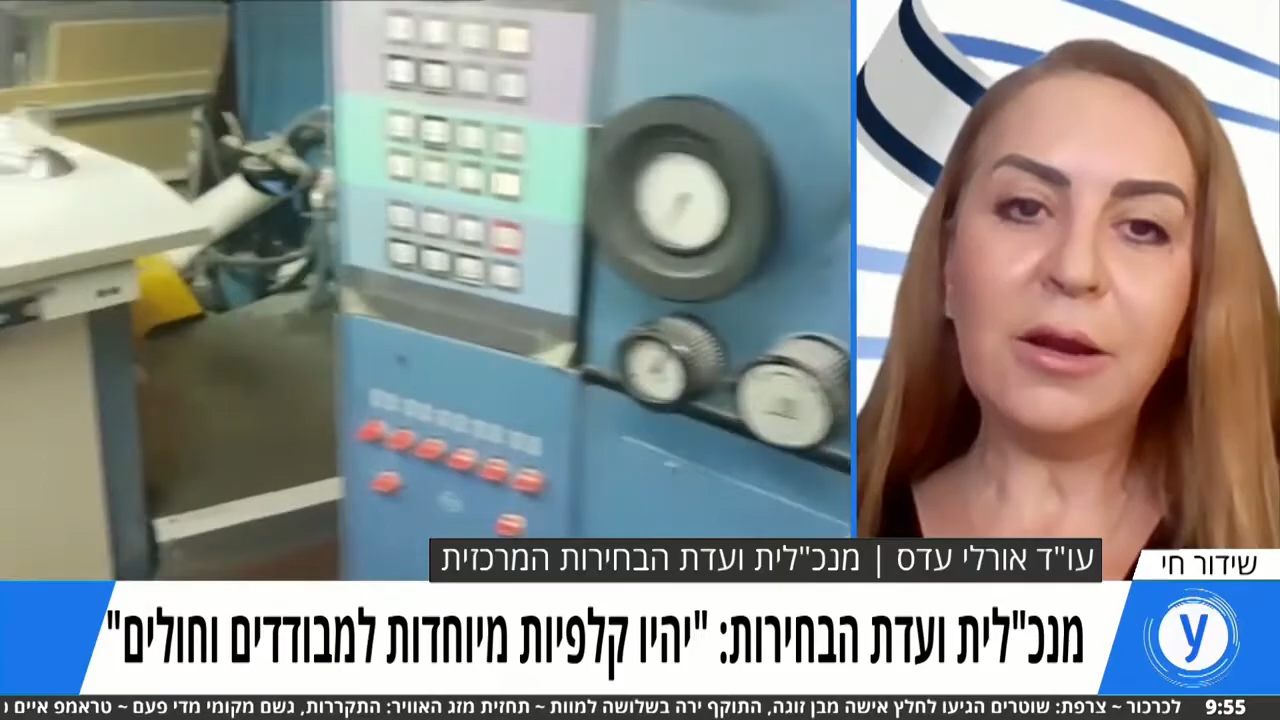 עו"ד אורלי עדס | מנכ"לית ועדת הבחירות המרכזית
שידור חי
מנכ"לית ועדת הבחירות: "יהיו קלפיות מיוחדות למבודדים וחולים"
y
9:55 לכרכור ~ צרפת: שוטרים הגיעו לחלץ אישה מבן זוגה, התוקף ירה בשלושה למוות ~ תחזית מזג האוויר: התקררות, גשם מקומי מדי פעם ~ טראמפ איים